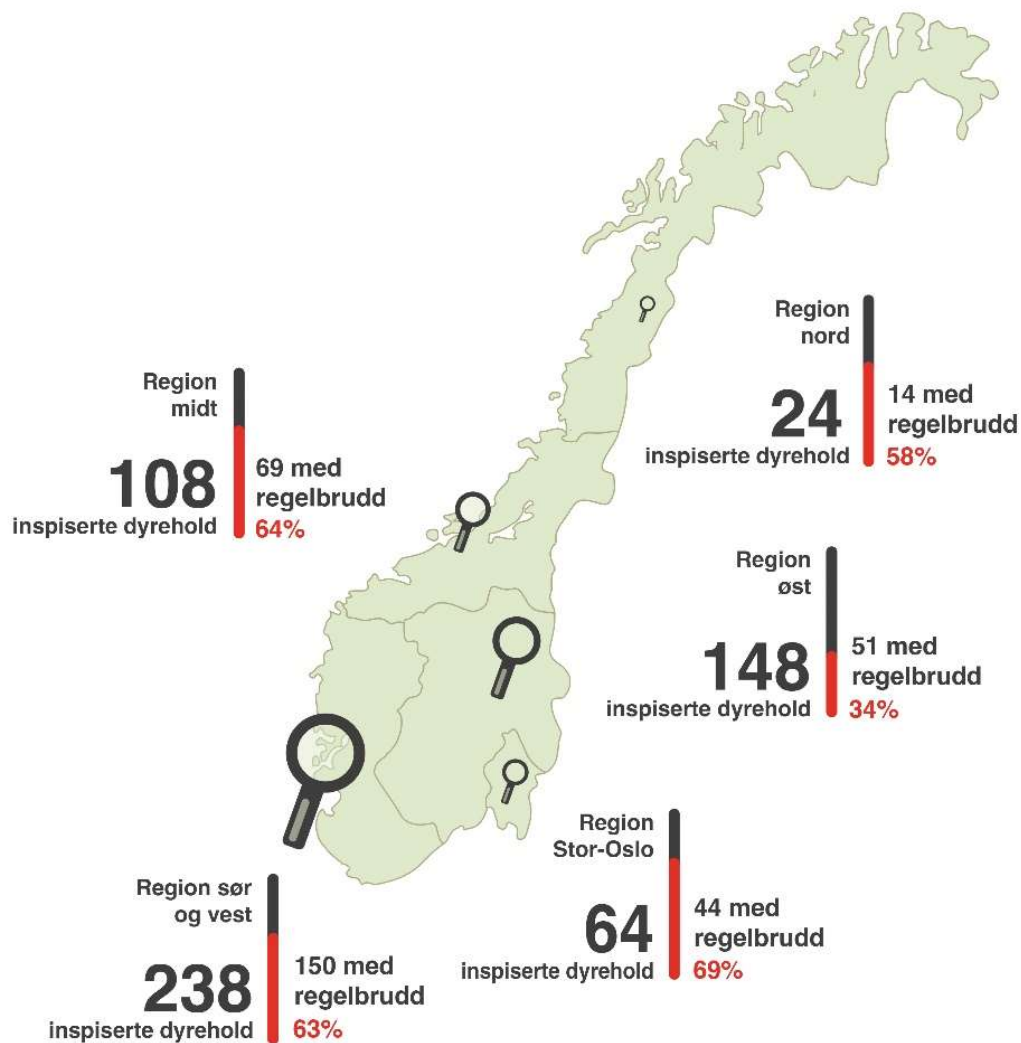 Region
nord
24
inspiserte dyrehold
14 med
regelbrudd
58%
Region
midt
108
inspiserte dyrehold
69 med
regelbrudd
64%
Region
øst
148
inspiserte dyrehold
51 med
regelbrudd
34%
Region
Stor-Oslo
64
inspiserte dyrehold
44 med
regelbrudd
69%
Region sør
og vest
238
inspiserte dyrehold
150 med
regelbrudd
63%